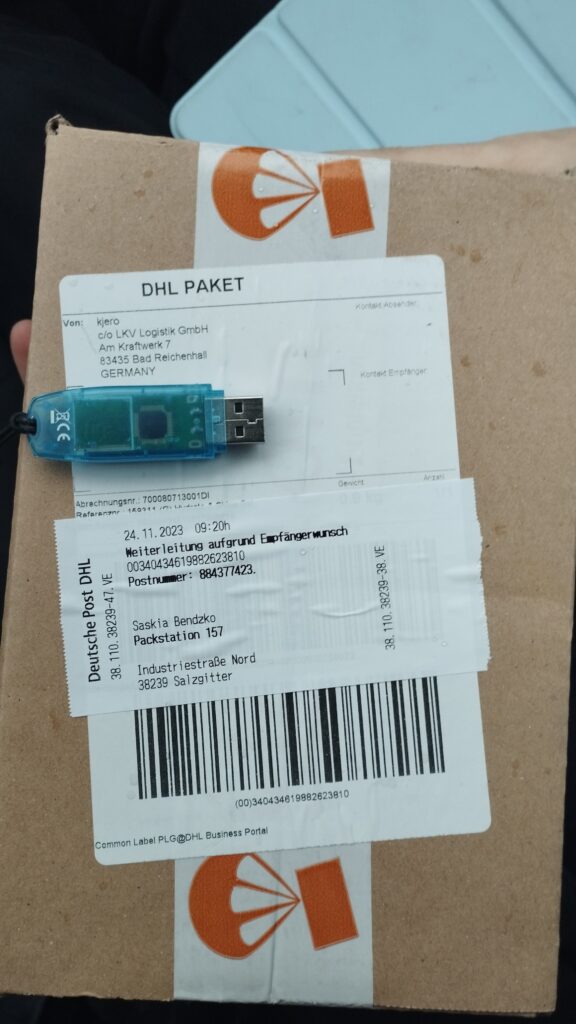 DHL PAKET
Kontakt Absender:
Von: kjero
c/o LKV Logistik GmbH
Am Kraftwerk 7
83435 Bad Reichenhall
GERMANY
Kontakt Empfänger:
CE
Gewicht:
Anzahl:
Abrechnungsnr.: 700080713001DI
Referenznr.
Deutsche Post DHL
38.110.38239-47.VE
24.11.2023 09:20h
Weiterleitung aufgrund Empfängerwunsch
00340434619882623810
Postnummer: 884377423.
Saskia Bendzko
Packstation 157
Industriestraße Nord
38239 Salzgitter
38.110.38239-38.VE
(00)340434619882623810
Common Label PLG@DHL Business Portal